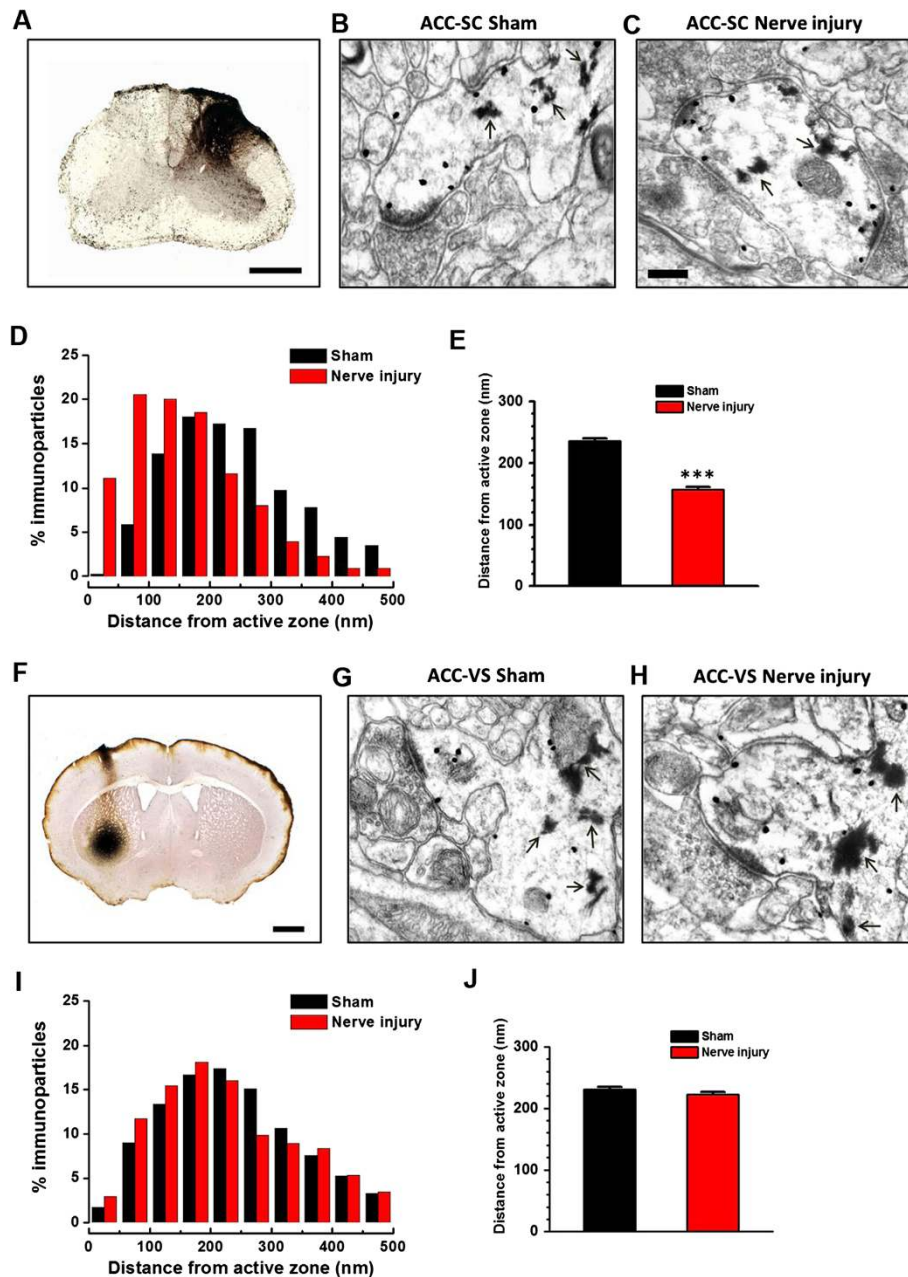 A
B
ACC-SC Sham
C
ACC-SC Nerve injury
D
% immunoparticles
25
20
15
10
5
0
Sham
Nerve injury
0
100
200
300
400
500
Distance from active zone (nm)
E
Distance from active zone (nm)
300
200
100
0
Sham
Nerve injury
***
F
G
ACC-VS Sham
H
ACC-VS Nerve injury
I
% immunoparticles
25
20
15
10
5
0
Sham
Nerve injury
0
100
200
300
400
500
Distance from active zone (nm)
J
Distance from active zone (nm)
300
200
100
0
Sham
Nerve injury